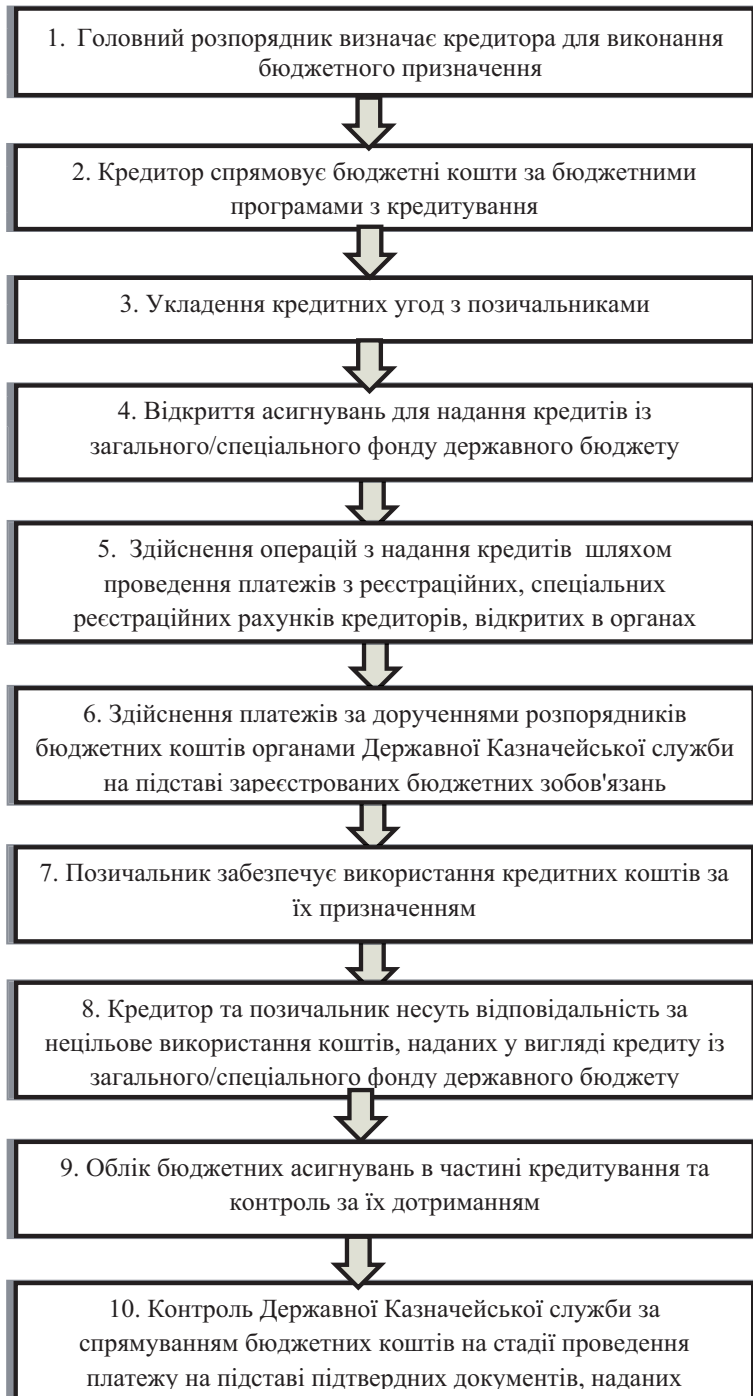 1. Головний розпорядник визначає кредитора для виконання
бюджетного призначення
2. Кредитор спрямовує бюджетні кошти за бюджетними
програмами з кредитування
3. Укладення кредитних угод з позичальниками
4. Відкриття асигнувань для надання кредитів із
загального/спеціального фонду державного бюджету
5. Здійснення операцій з надання кредитів шляхом
проведення платежів з реєстраційних, спеціальних
реєстраційних рахунків кредиторів, відкритих в органах
6. Здійснення платежів за дорученнями розпорядників
бюджетних коштів органами Державної Казначейської служби
на підставі зареєстрованих бюджетних зобов'язань
7. Позичальник забезпечує використання кредитних коштів за
їх призначенням
8. Кредитор та позичальник несуть відповідальність за
нецільове використання коштів, наданих у вигляді кредиту із
загального/спеціального фонду державного бюджету
9. Облік бюджетних асигнувань в частині кредитування та
контроль за їх дотриманням
10. Контроль Державної Казначейської служби за
спрямуванням бюджетних коштів на стадії проведення
платежу на підставі підтвердних документів, наданих